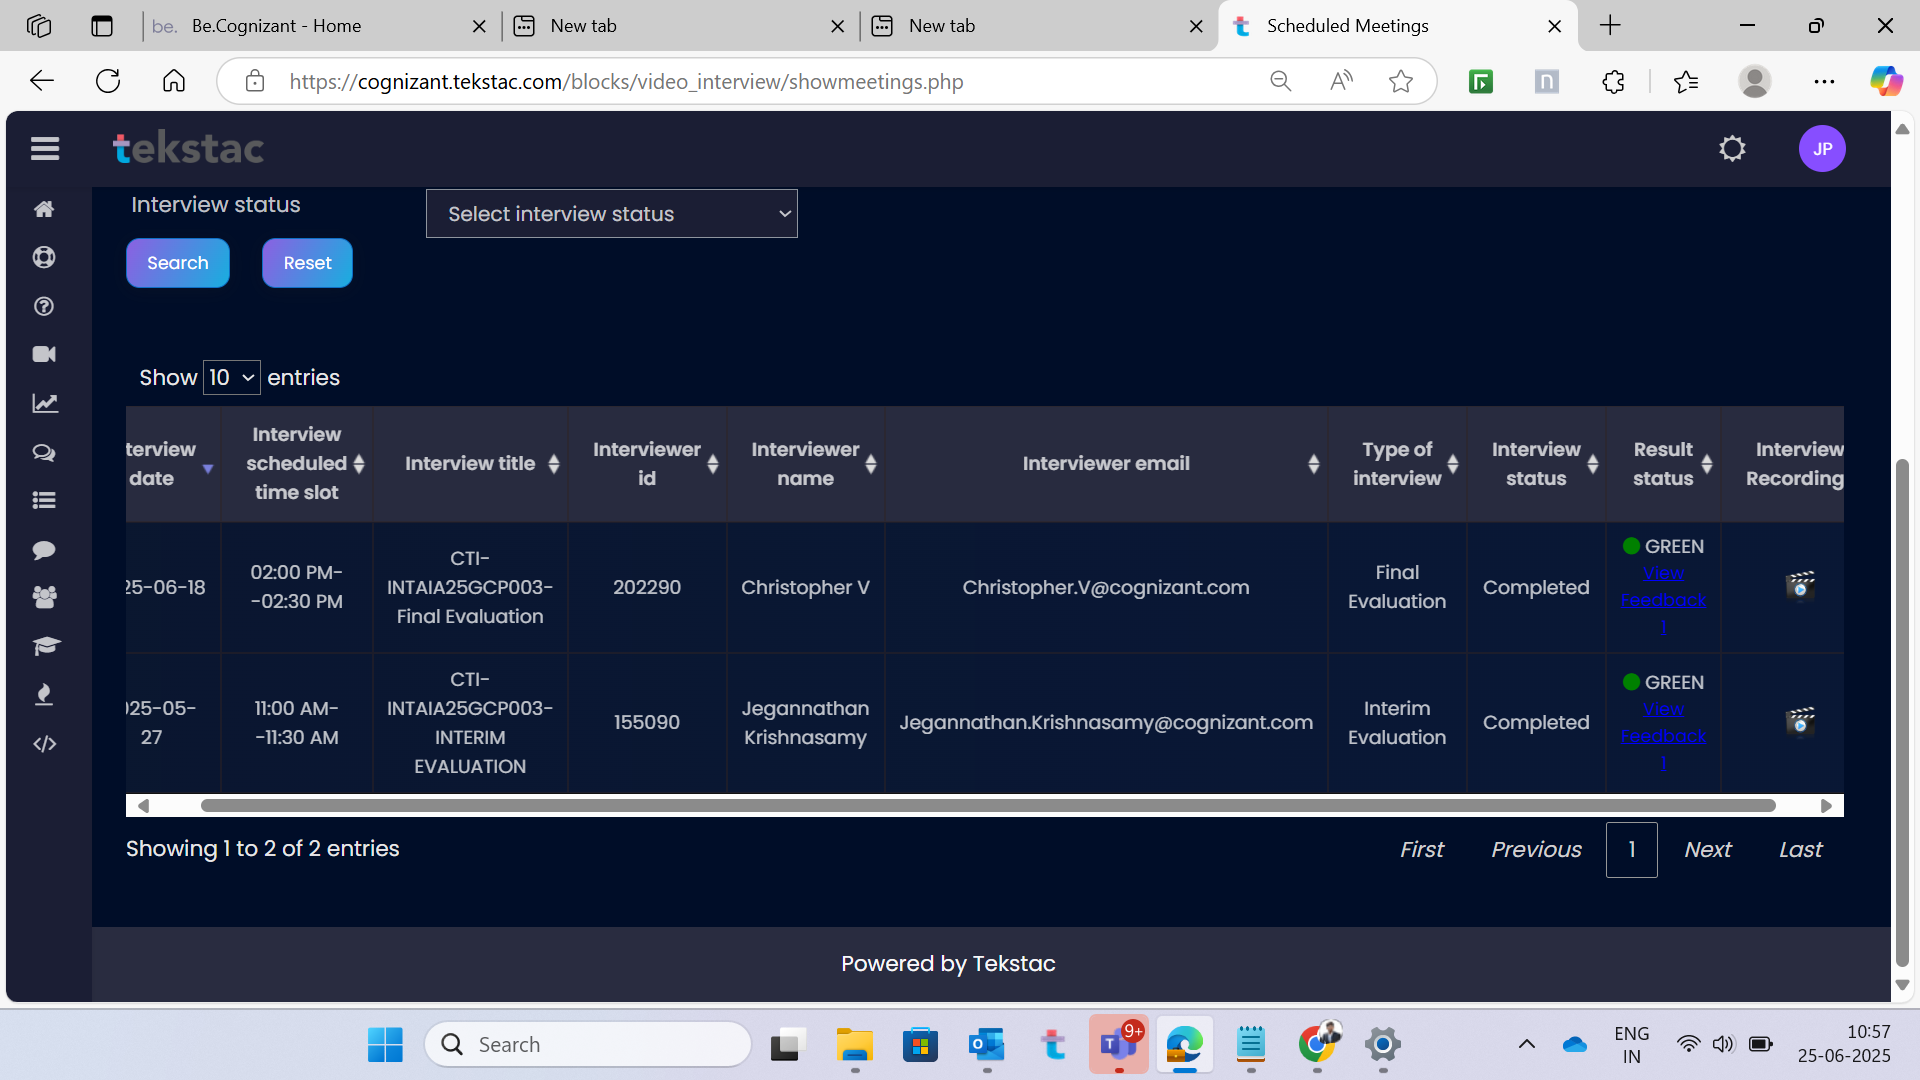 be. Be.Cognizant - Home
New tab
New tab
Scheduled Meetings
https://cognizant.tekstac.com/blocks/video_interview/showmeetings.php
tekstac
JP
Interview status
Select interview status
Search
Reset
Show 10 entries
terview
date
Interview
scheduled
time slot
Interview title
Interviewer
id
Interviewer
name
Interviewer email
Type of
interview
Interview
status
Result
status
Interview
Recording
25-06-18
02:00 PM-
-02:30 PM
CTI-
INTAIA25GCP003-
Final Evaluation
202290
Christopher V
Christopher.V@cognizant.com
Final
Evaluation
Completed
GREEN
View
Feedback
1
025-05-
27
11:00 AM-
-11:30 AM
CTI-
INTAIA25GCP003-
INTERIM
EVALUATION
155090
Jegannathan
Krishnasamy
Jegannathan.Krishnasamy@cognizant.com
Interim
Evaluation
Completed
GREEN
View
Feedback
1
Showing 1 to 2 of 2 entries
First
Previous
1
Next
Last
Powered by Tekstac
Search
9+
ENG
IN
10:57
25-06-2025